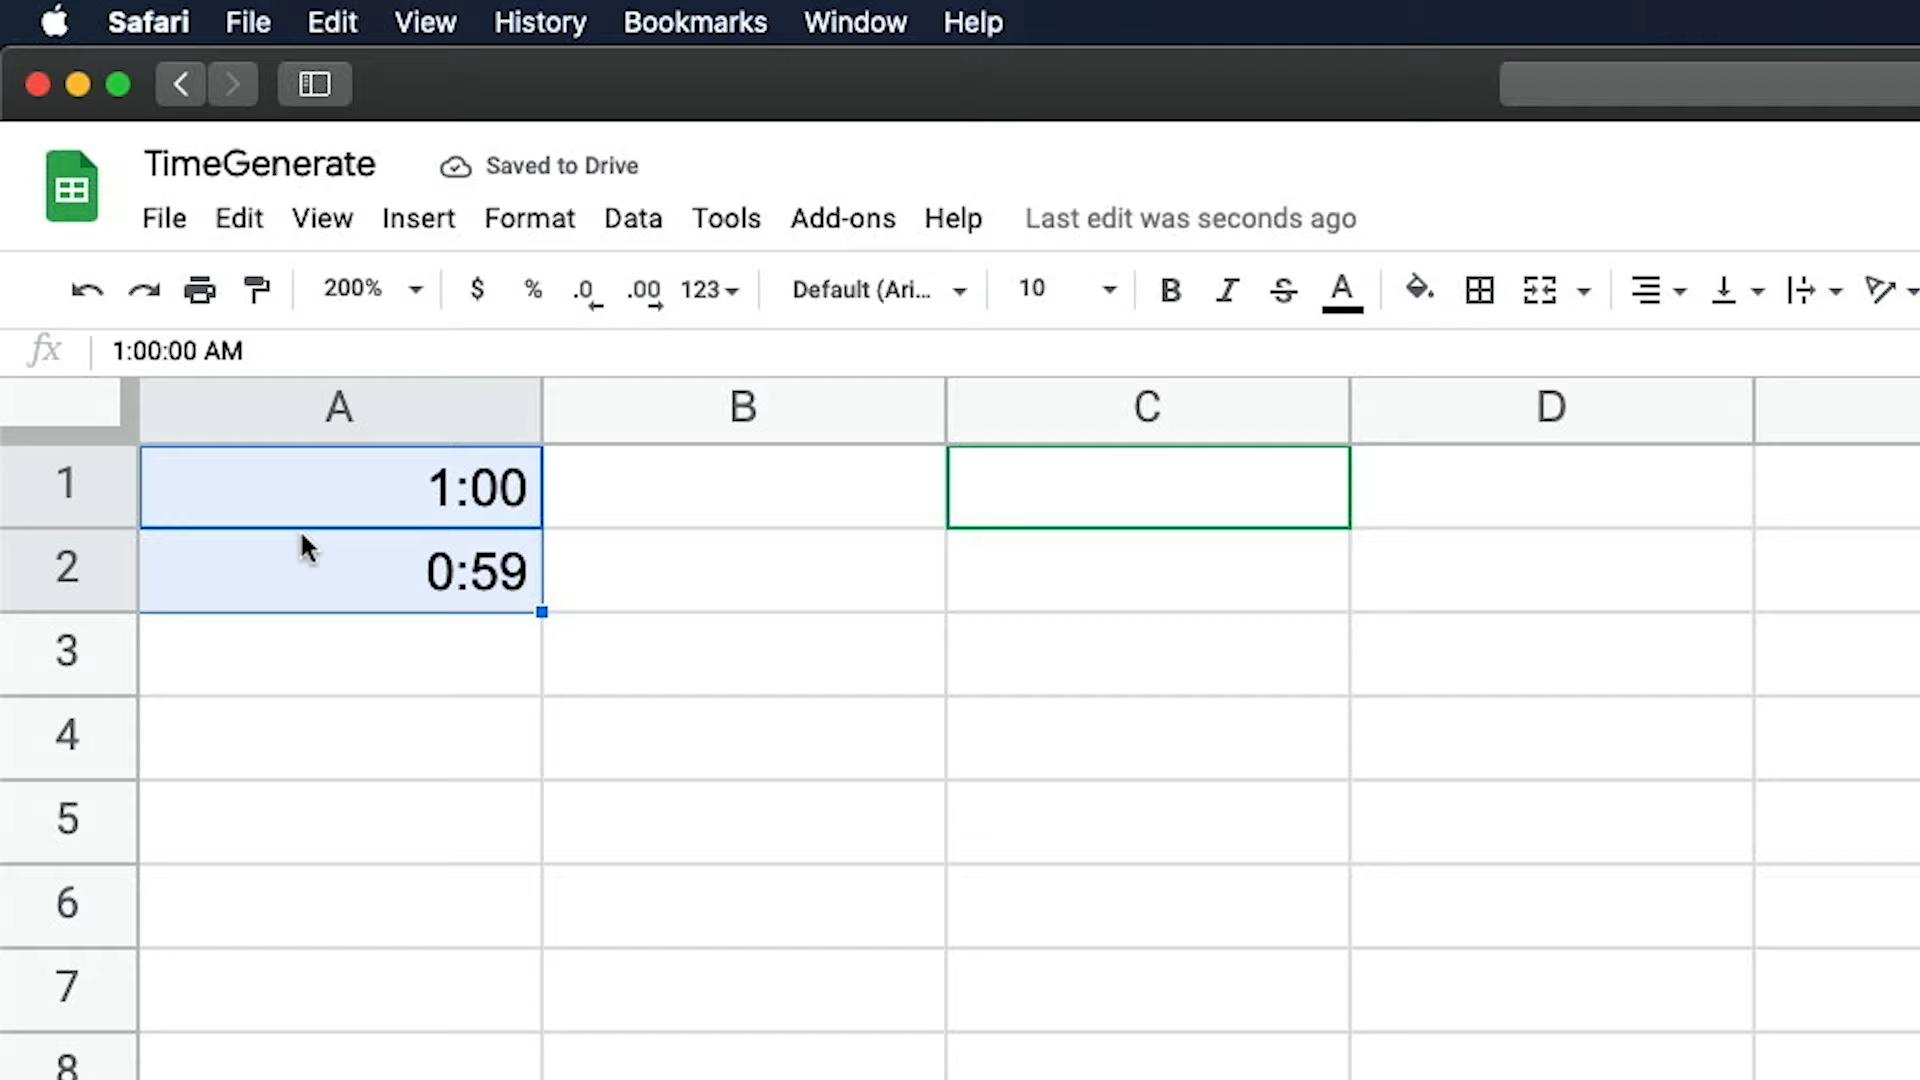 Safari File Edit View History Bookmarks Window Help
TimeGenerate Saved to Drive
File Edit View Insert Format Data Tools Add-ons Help Last edit was seconds ago
200% $ % .0 .00 123 Default (Ari... 10 B I S A
fx 1:00:00 AM
A B C D
1 1:00
2 0:59
3
4
5
6
7
8